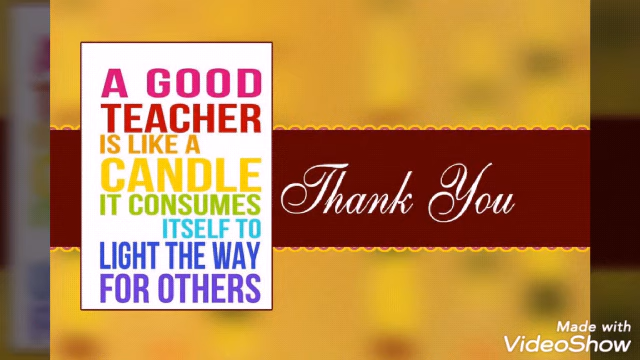 A GOOD
TEACHER
IS LIKE A
CANDLE
IT CONSUMES
ITSELF TO
LIGHT THE WAY
FOR OTHERS
Thank You
Made with
VideoShow